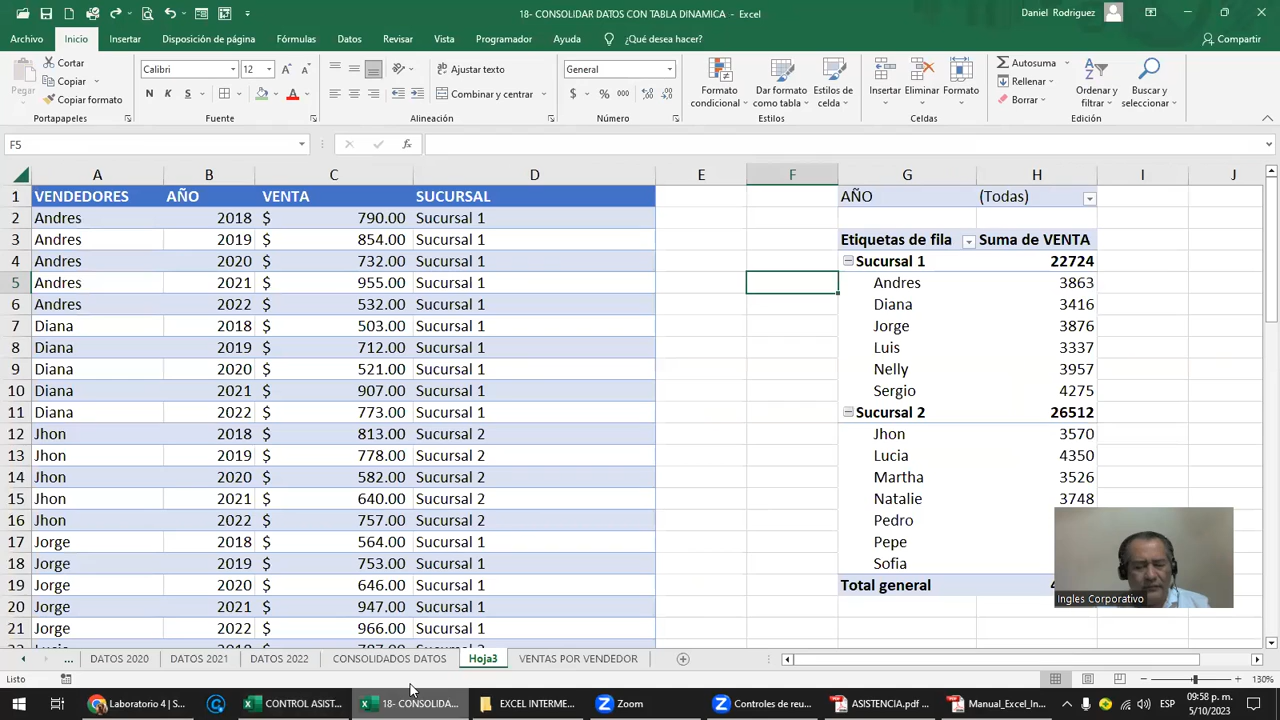 18- CONSOLIDAR DATOS CON TABLA DINAMICA - Excel
Daniel Rodriguez
Archivo Inicio Insertar Disposición de página Fórmulas Datos Revisar Vista Programador Ayuda ¿Qué desea hacer? Compartir
Pegar
Cortar
Copiar
Copiar formato
Portapapeles
Calibri 12
N K S
Fuente
Ajustar texto
Combinar y centrar
Alineación
General
$ % 000
Número
Formato condicional
Dar formato como tabla
Estilos de celda
Estilos
Insertar Eliminar Formato
Celdas
Autosuma
Rellenar
Borrar
Ordenar y filtrar
Buscar y seleccionar
Edición
F5
A B C D E F G H I J
1 VENDEDORES AÑO VENTA SUCURSAL AÑO (Todas)
2 Andres 2018 $ 790.00 Sucursal 1
3 Andres 2019 $ 854.00 Sucursal 1 Etiquetas de fila Suma de VENTA
4 Andres 2020 $ 732.00 Sucursal 1 Sucursal 1 22724
5 Andres 2021 $ 955.00 Sucursal 1 Andres 3863
6 Andres 2022 $ 532.00 Sucursal 1 Diana 3416
7 Diana 2018 $ 503.00 Sucursal 1 Jorge 3876
8 Diana 2019 $ 712.00 Sucursal 1 Luis 3337
9 Diana 2020 $ 521.00 Sucursal 1 Nelly 3957
10 Diana 2021 $ 907.00 Sucursal 1 Sergio 4275
11 Diana 2022 $ 773.00 Sucursal 1 Sucursal 2 26512
12 Jhon 2018 $ 813.00 Sucursal 2 Jhon 3570
13 Jhon 2019 $ 778.00 Sucursal 2 Lucia 4350
14 Jhon 2020 $ 582.00 Sucursal 2 Martha 3526
15 Jhon 2021 $ 640.00 Sucursal 2 Natalie 3748
16 Jhon 2022 $ 757.00 Sucursal 2 Pedro
17 Jorge 2018 $ 564.00 Sucursal 1 Pepe
18 Jorge 2019 $ 753.00 Sucursal 1 Sofia
19 Jorge 2020 $ 646.00 Sucursal 1 Total general
20 Jorge 2021 $ 947.00 Sucursal 1
21 Jorge 2022 $ 966.00 Sucursal 1
Ingles Corporativo
... DATOS 2020 DATOS 2021 DATOS 2022 CONSOLIDADOS DATOS Hoja3 VENTAS POR VENDEDOR
Listo 130%
Laboratorio 4 | S... CONTROL ASIST... 18- CONSOLIDA... EXCEL INTERME... Zoom Controles de reu... ASISTENCIA.pdf ... Manual_Excel_In...
ESP
09:58 p. m.
5/10/2023